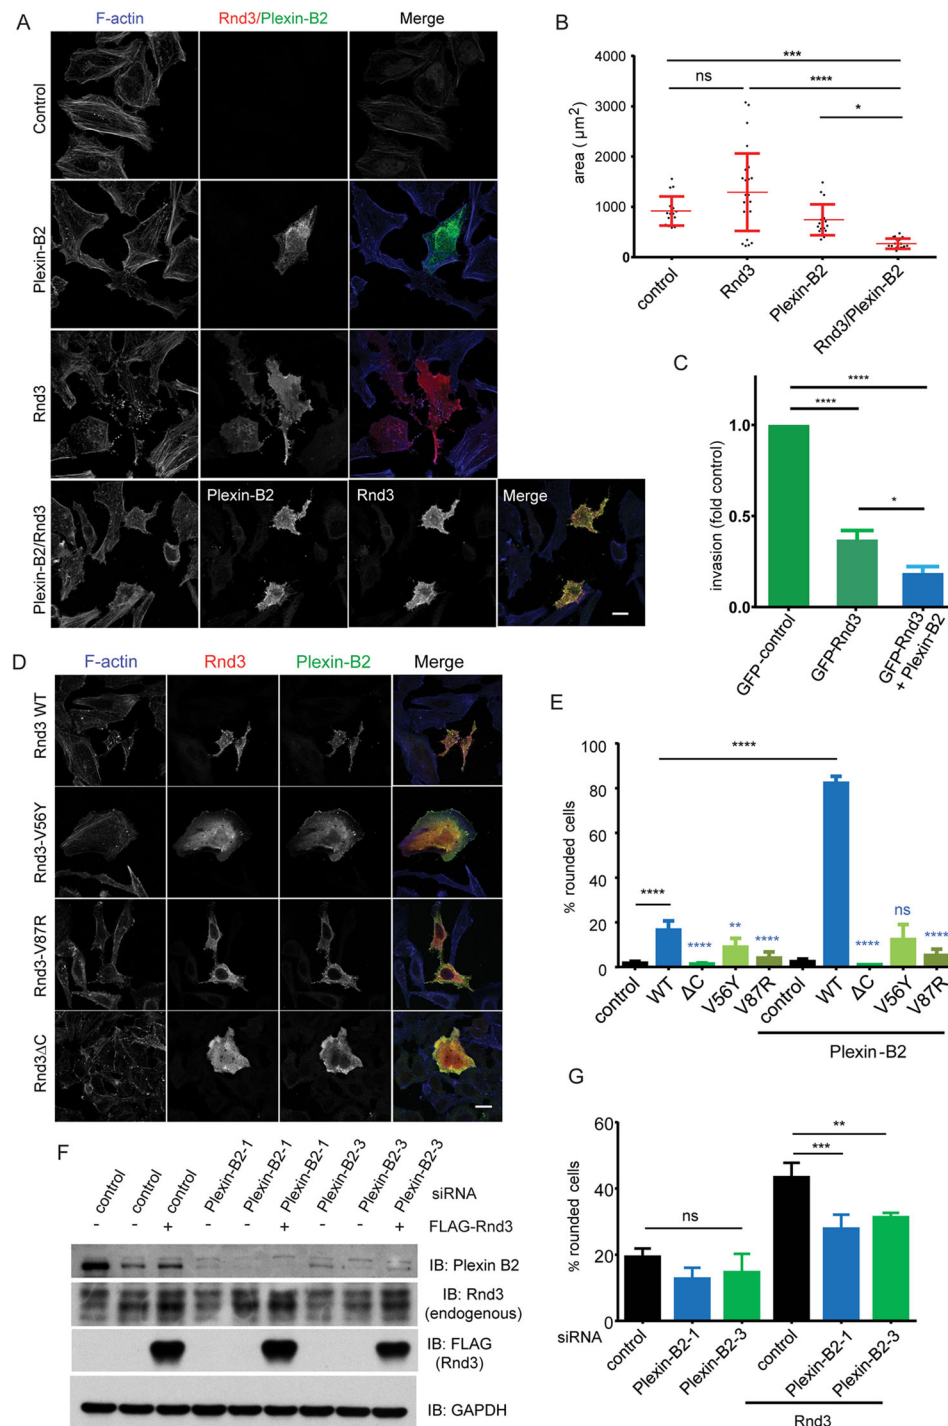 A
F-actin
Rnd3/Plexin-B2
Merge
Control
Plexin-B2
Rnd3
Plexin-B2/Rnd3
Plexin-B2
Rnd3
Merge
B
area ( µm²)
4000
3000
2000
1000
0
ns
***
****
*
control
Rnd3
Plexin-B2
Rnd3/Plexin-B2
C
invasion (fold control)
1.0
0.5
0.0
****
****
*
GFP-control
GFP-Rnd3
GFP-Rnd3
+ Plexin-B2
D
F-actin
Rnd3
Plexin-B2
Merge
Rnd3 WT
Rnd3-V56Y
Rnd3-V87R
Rnd3ΔC
E
% rounded cells
100
80
60
40
20
0
****
****
****
**
****
****
ns
****
control
WT
ΔC
V56Y
V87R
control
WT
ΔC
V56Y
V87R
Plexin-B2
F
control
control
control
Plexin-B2-1
Plexin-B2-1
Plexin-B2-1
Plexin-B2-3
Plexin-B2-3
Plexin-B2-3
siRNA
- - + - - + - - + FLAG-Rnd3
IB: Plexin B2
IB: Rnd3
(endogenous)
IB: FLAG
(Rnd3)
IB: GAPDH
G
% rounded cells
60
40
20
0
ns
**
***
siRNA
control
Plexin-B2-1
Plexin-B2-3
control
Plexin-B2-1
Plexin-B2-3
Rnd3